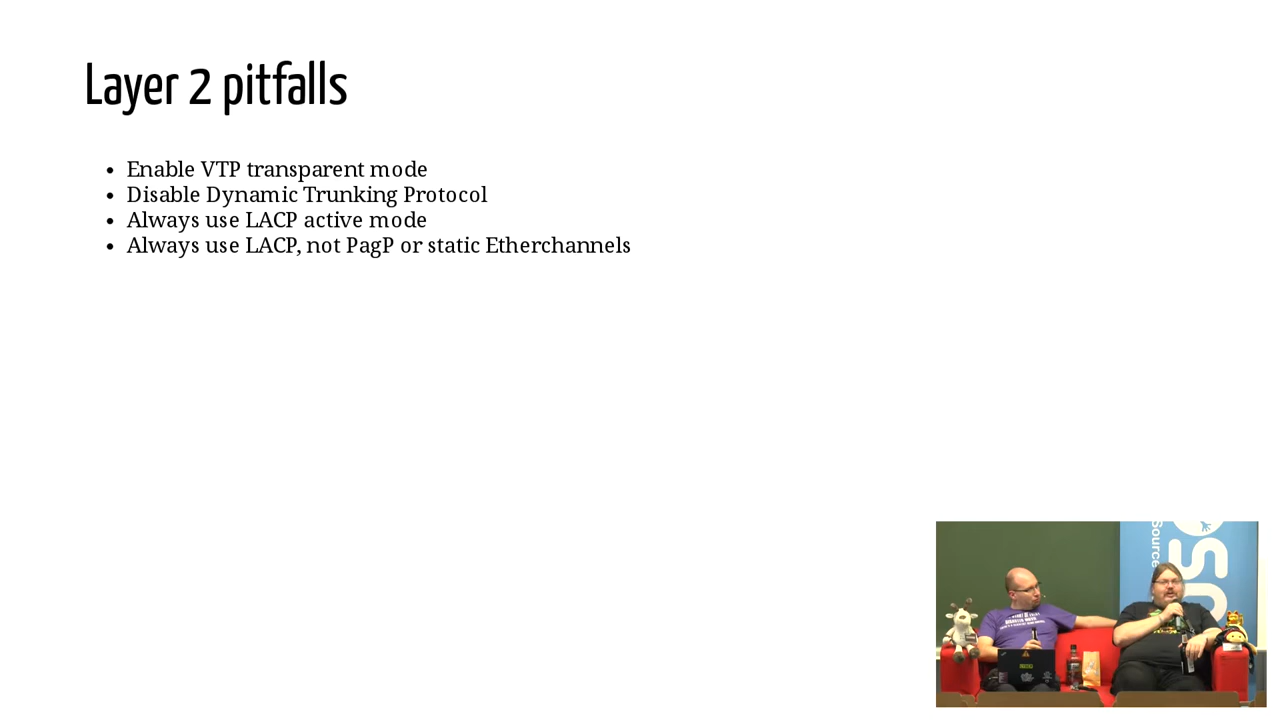 Layer 2 pitfalls
Enable VTP transparent mode
Disable Dynamic Trunking Protocol
Always use LACP active mode
Always use LACP, not PagP or static Etherchannels
Source